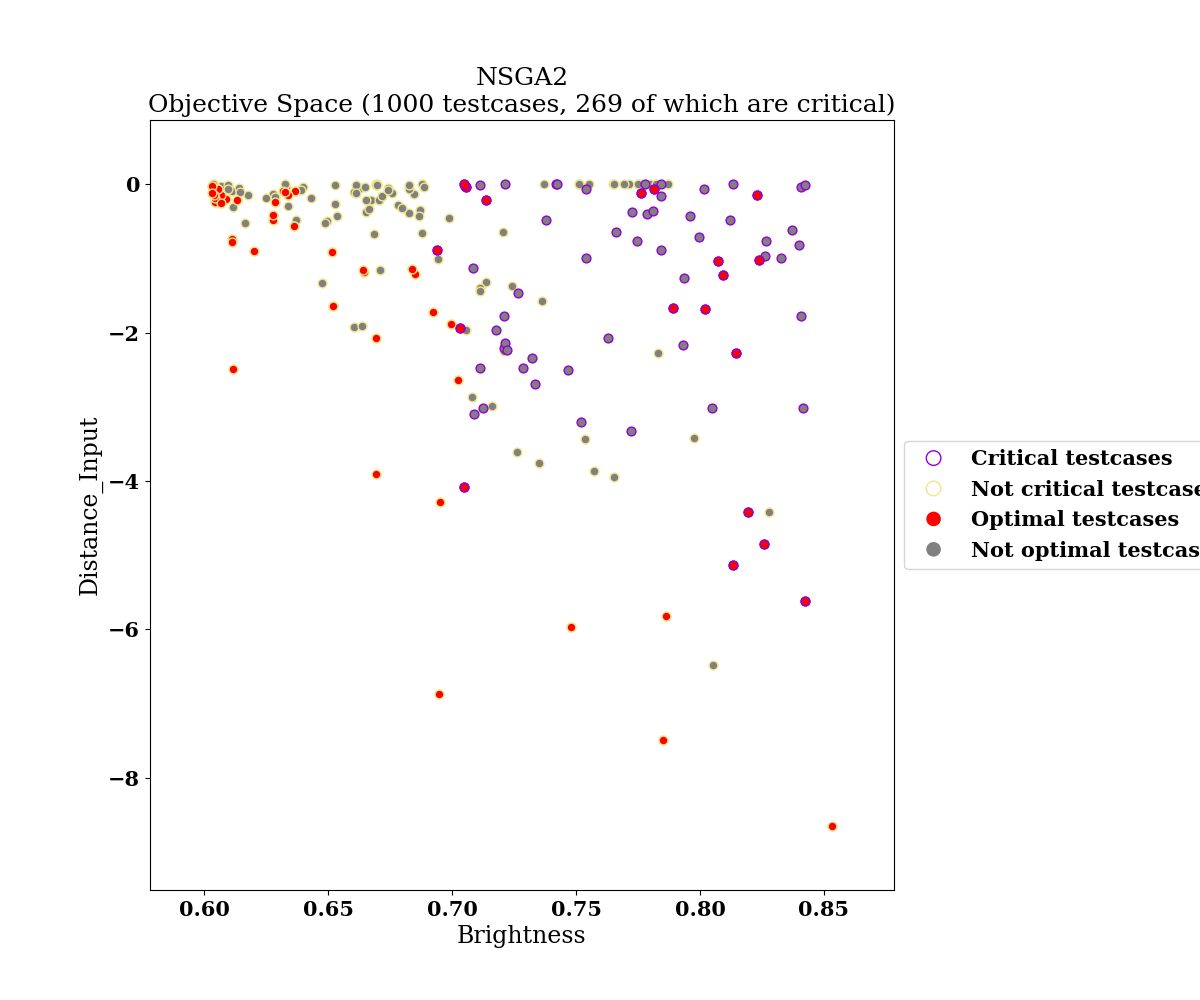 NSGA2
Objective Space (1000 testcases, 269 of which are critical)
0
−2
−4
−6
−8
Distance_Input
0.60 0.65 0.70 0.75 0.80 0.85
Brightness
Critical testcases
Not critical testcase
Optimal testcases
Not optimal testcas